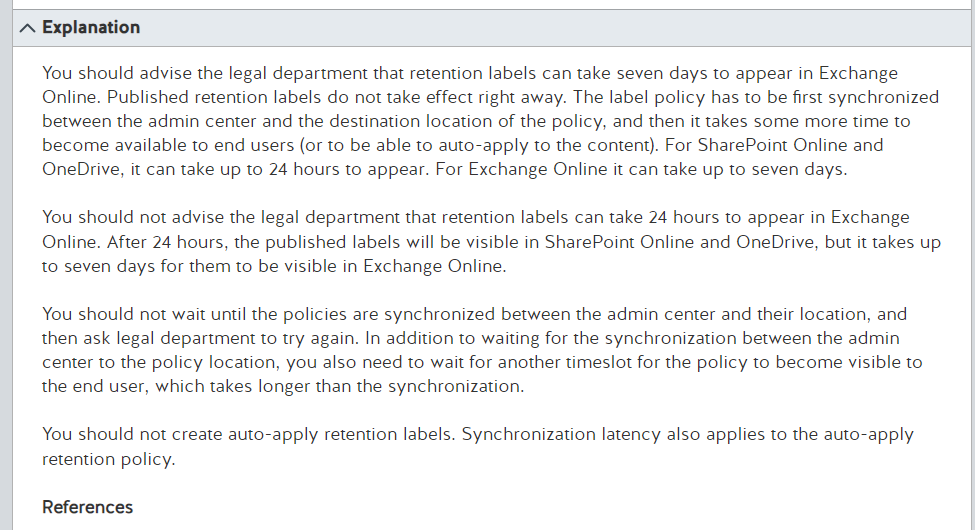 Explanation
You should advise the legal department that retention labels can take seven days to appear in Exchange
Online. Published retention labels do not take effect right away. The label policy has to be first synchronized
between the admin center and the destination location of the policy, and then it takes some more time to
become available to end users (or to be able to auto-apply to the content). For SharePoint Online and
OneDrive, it can take up to 24 hours to appear. For Exchange Online it can take up to seven days.
You should not advise the legal department that retention labels can take 24 hours to appear in Exchange
Online. After 24 hours, the published labels will be visible in SharePoint Online and OneDrive, but it takes up
to seven days for them to be visible in Exchange Online.
You should not wait until the policies are synchronized between the admin center and their location, and
then ask legal department to try again. In addition to waiting for the synchronization between the admin
center to the policy location, you also need to wait for another timeslot for the policy to become visible to
the end user, which takes longer than the synchronization.
You should not create auto-apply retention labels. Synchronization latency also applies to the auto-apply
retention policy.
References